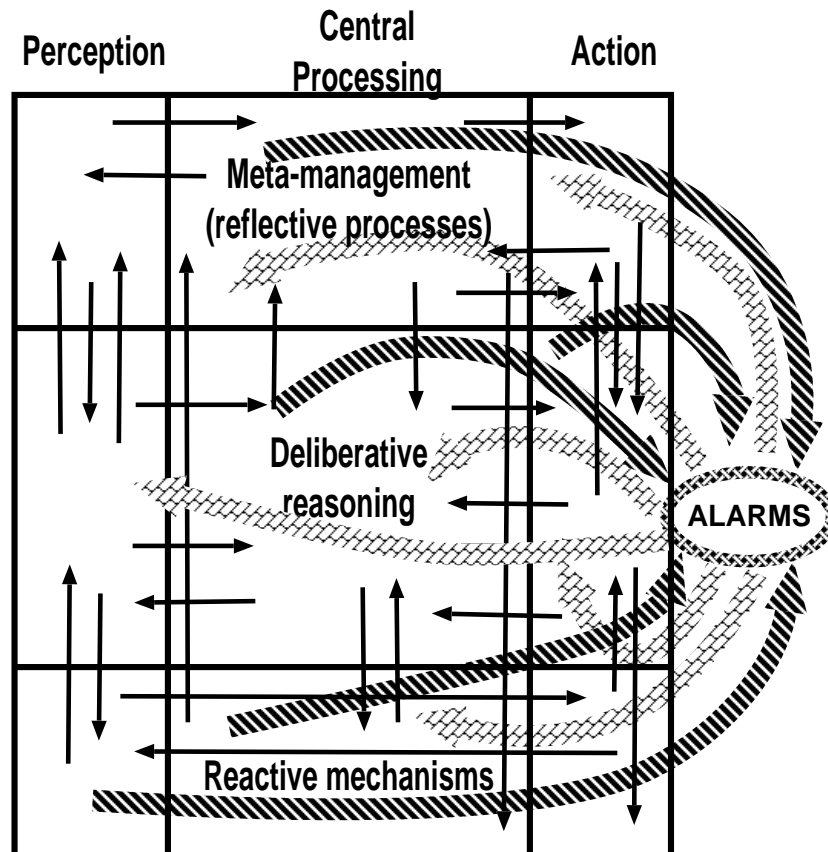 Perception
Central
Processing
Action
Meta-management
(reflective processes)
Deliberative
reasoning
ALARMS
Reactive mechanisms